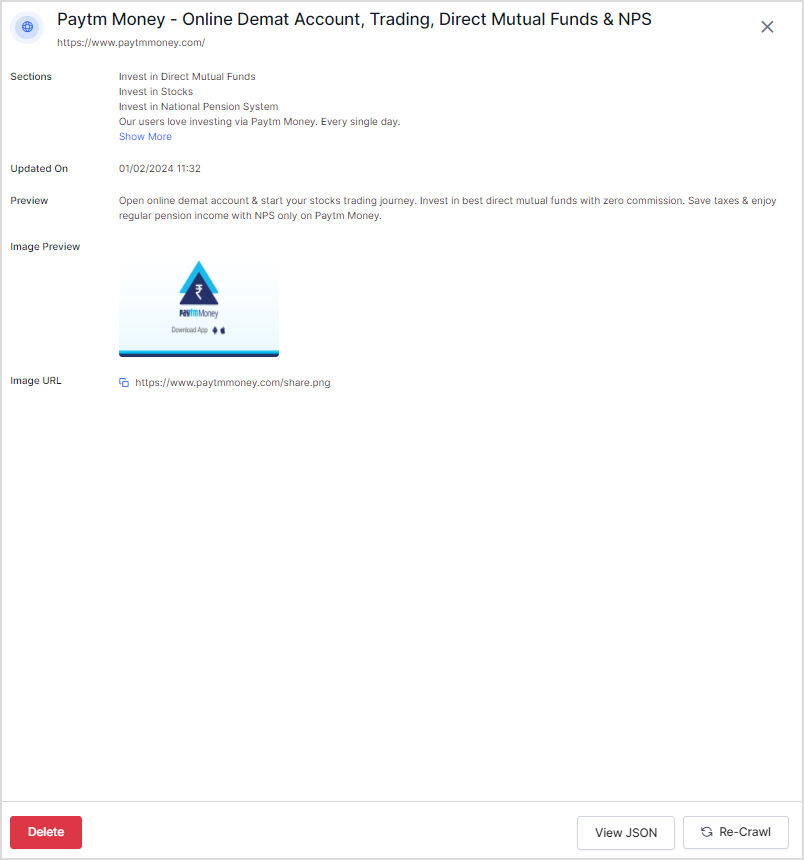 Paytm Money - Online Demat Account, Trading, Direct Mutual Funds & NPS
https://www.paytmmoney.com/
Sections
Invest in Direct Mutual Funds
Invest in Stocks
Invest in National Pension System
Our users love investing via Paytm Money. Every single day.
Show More
Updated On
01/02/2024 11:32
Preview
Open online demat account & start your stocks trading journey. Invest in best direct mutual funds with zero commission. Save taxes & enjoy
regular pension income with NPS only on Paytm Money.
Image Preview
₹
PaytmMoney
Download App
Image URL
https://www.paytmmoney.com/share.png
Delete
View JSON
Re-Crawl